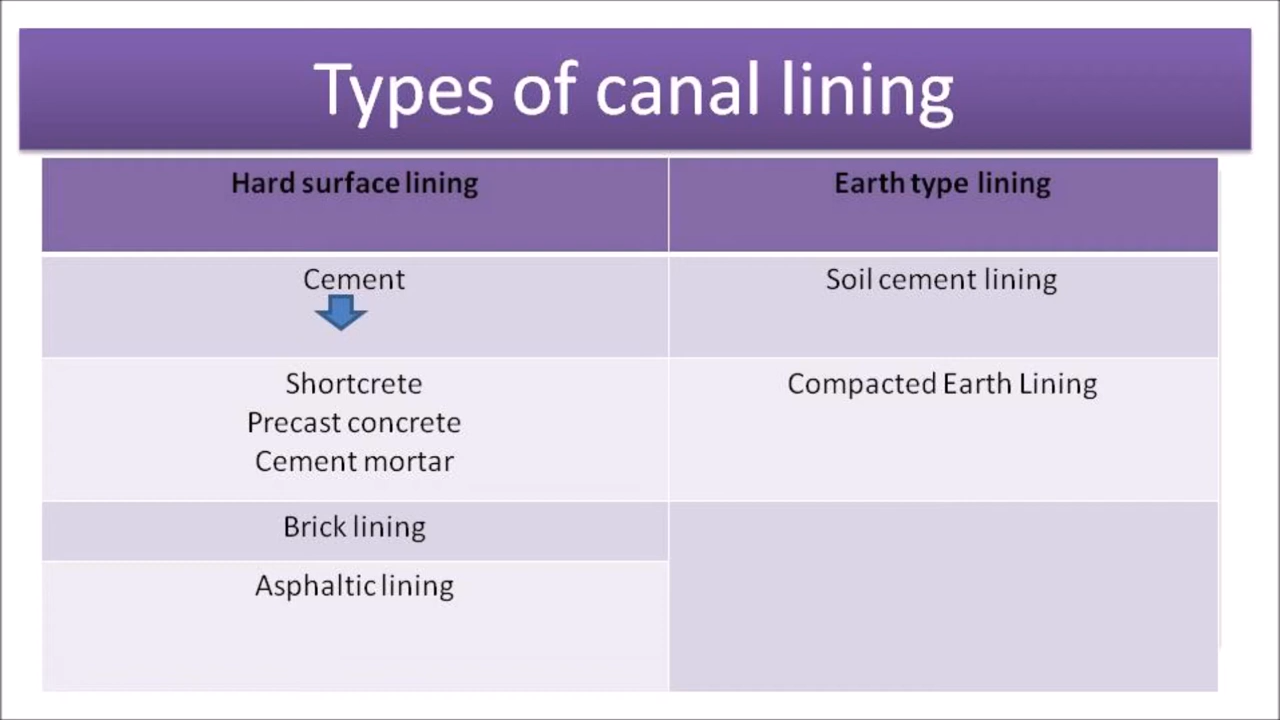 Types of canal lining
Hard surface lining
Earth type lining
Cement
Soil cement lining
Shortcrete
Precast concrete
Cement mortar
Compacted Earth Lining
Brick lining
Asphaltic lining